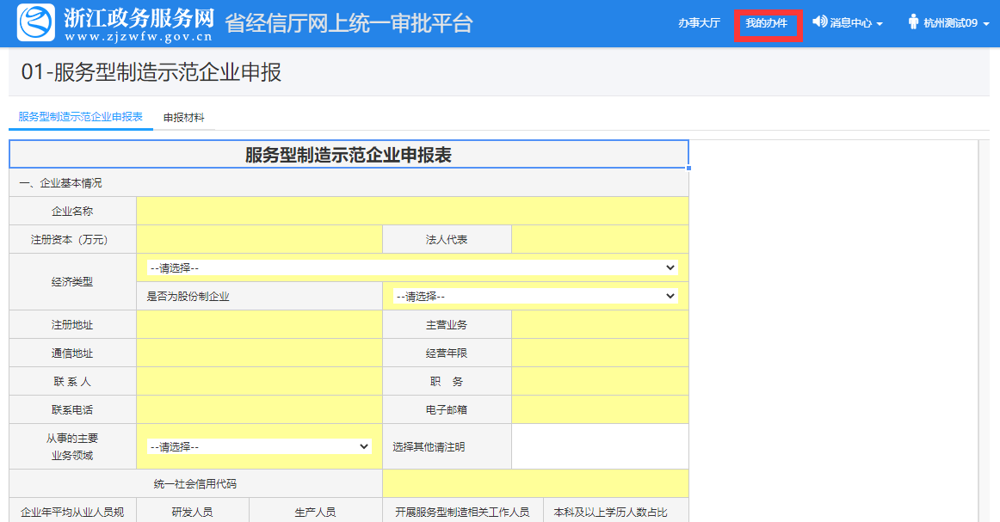 浙江政务服务网
www.zjzwfw.gov.cn
省经信厅网上统一审批平台
办事大厅 我的办件 消息中心 杭州测试09
01-服务型制造示范企业申报
服务型制造示范企业申报表 申报材料
服务型制造示范企业申报表
一、企业基本情况
企业名称
注册资本（万元） 法人代表
经济类型 --请选择--
是否为股份制企业 --请选择--
注册地址 主营业务
通信地址 经营年限
联 系 人 职 务
联系电话 电子邮箱
从事的主要
业务领域 --请选择-- 选择其他请注明
统一社会信用代码
企业年平均从业人员规 研发人员 生产人员 开展服务型制造相关工作人员 本科及以上学历人数占比